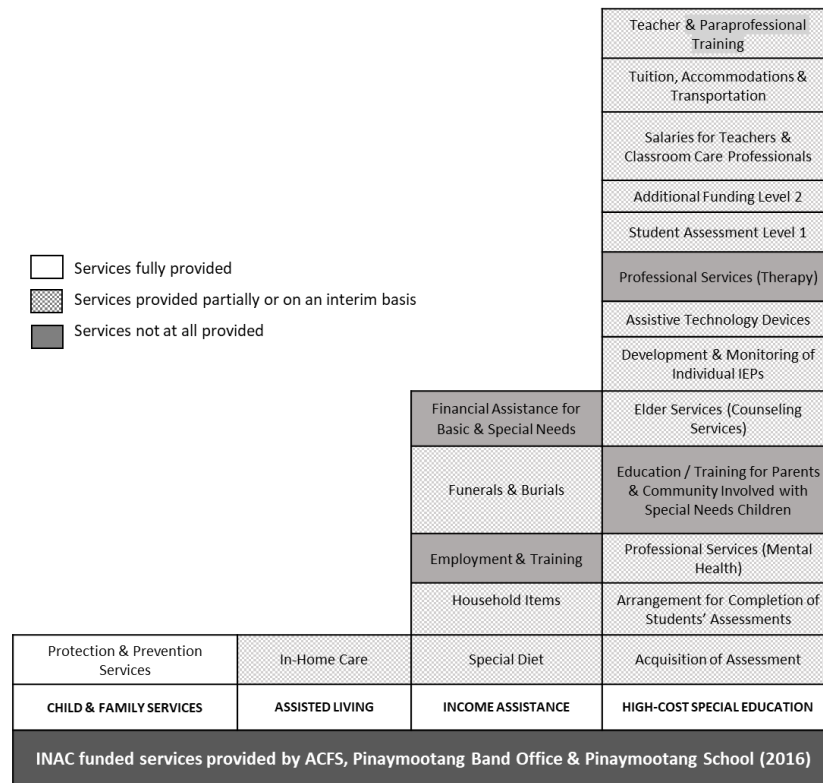 Teacher & Paraprofessional
Training
Tuition, Accommodations &
Transportation
Salaries for Teachers &
Classroom Care Professionals
Additional Funding Level 2
Student Assessment Level 1
Services fully provided
Services provided partially or on an interim basis
Services not at all provided
Professional Services (Therapy)
Assistive Technology Devices
Development & Monitoring of
Individual IEPs
Financial Assistance for
Basic & Special Needs
Elder Services (Counseling
Services)
Funerals & Burials
Education / Training for Parents
& Community Involved with
Special Needs Children
Employment & Training
Professional Services (Mental
Health)
Household Items
Arrangement for Completion of
Students’ Assessments
Protection & Prevention
Services
In-Home Care
Special Diet
Acquisition of Assessment
CHILD & FAMILY SERVICES
ASSISTED LIVING
INCOME ASSISTANCE
HIGH-COST SPECIAL EDUCATION
INAC funded services provided by ACFS, Pinaymootang Band Office & Pinaymootang School (2016)